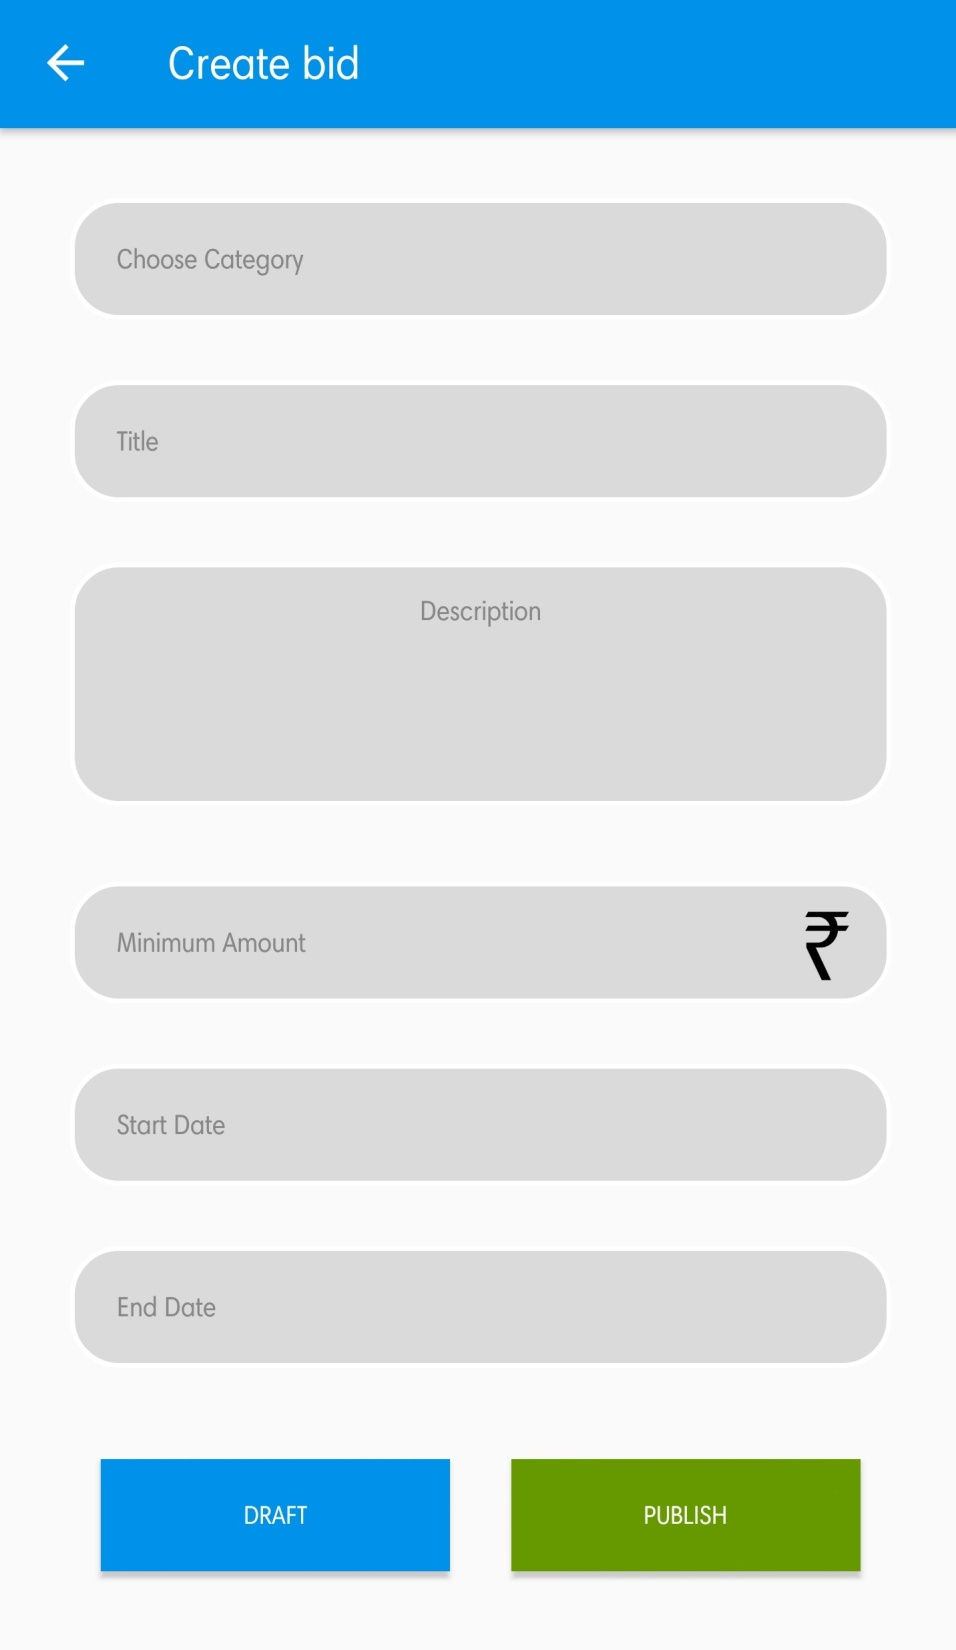 Create bid
Choose Category
Title
Description
Minimum Amount ₹
Start Date
End Date
DRAFT PUBLISH